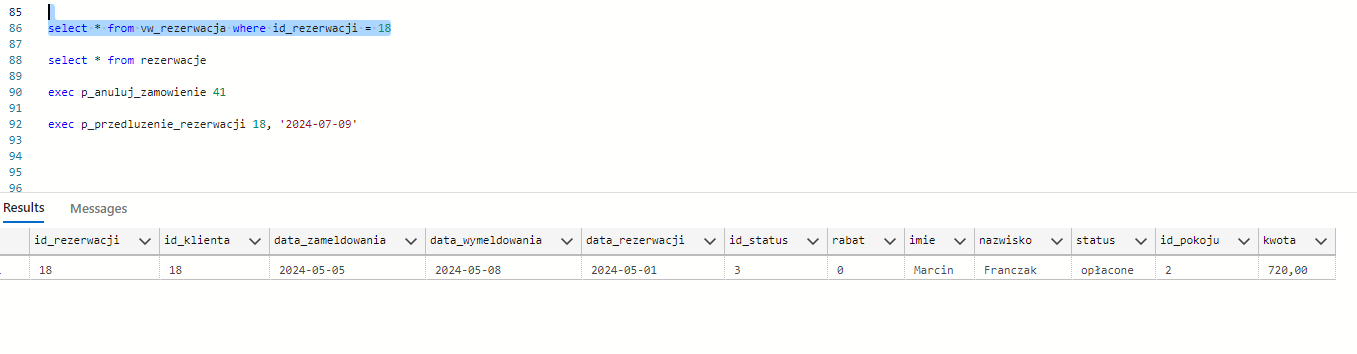 85
86 select * from vw_rezerwacja where id_rezerwacji = 18
87
88 select * from rezerwacje
89
90 exec p_anuluj_zamowienie 41
91
92 exec p_przedluzenie_rezerwacji 18, '2024-07-09'
93
94
95
96
Results Messages
id_rezerwacji id_klienta data_zameldowania data_wymeldowania data_rezerwacji id_status rabat imie nazwisko status id_pokoju kwota
18 18 2024-05-05 2024-05-08 2024-05-01 3 0 Marcin Franczak opłacone 2 720,00